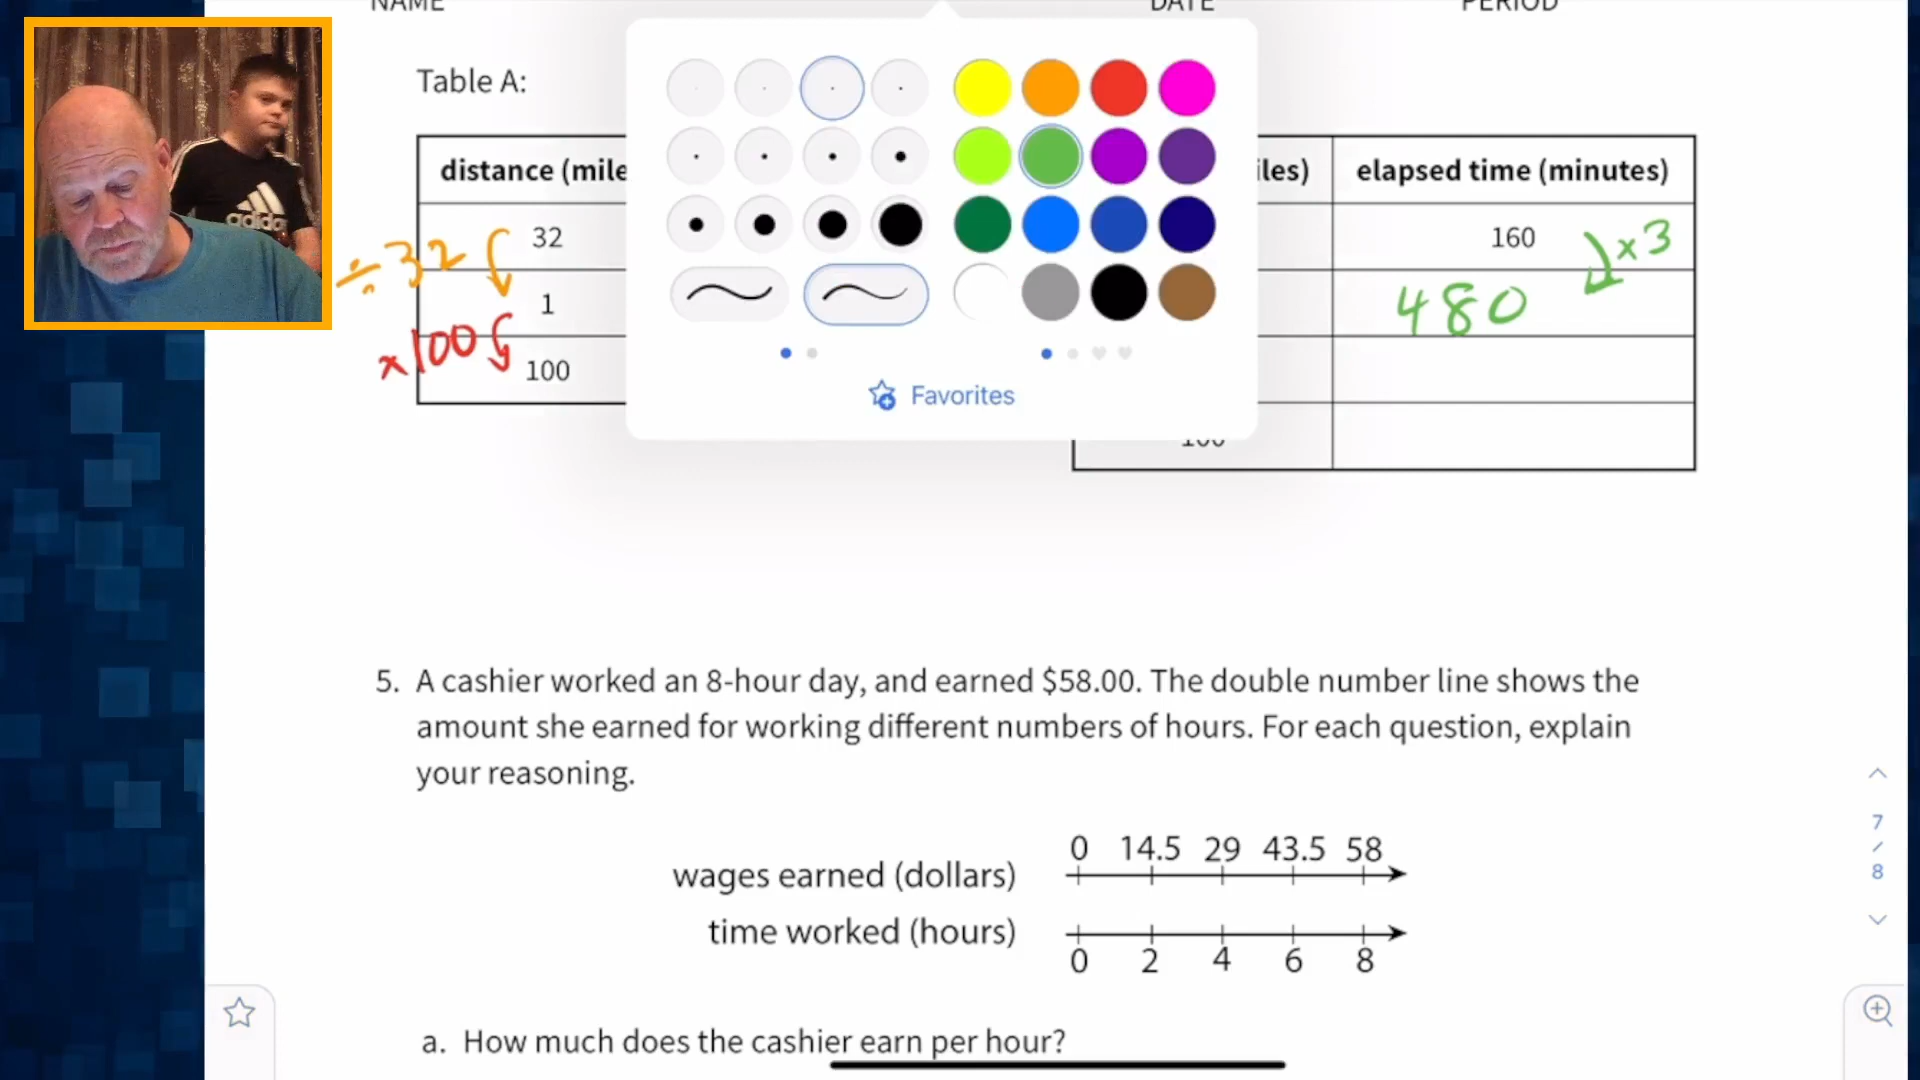 NAME DATE PERIOD
Table A:
distance (mile
32
1
100
÷32
x100
iles) elapsed time (minutes)
160
480
x3
100
Favorites
5. A cashier worked an 8-hour day, and earned $58.00. The double number line shows the
amount she earned for working different numbers of hours. For each question, explain
your reasoning.
wages earned (dollars) 0 14.5 29 43.5 58
time worked (hours) 0 2 4 6 8
a. How much does the cashier earn per hour?
7
/
8
adidas